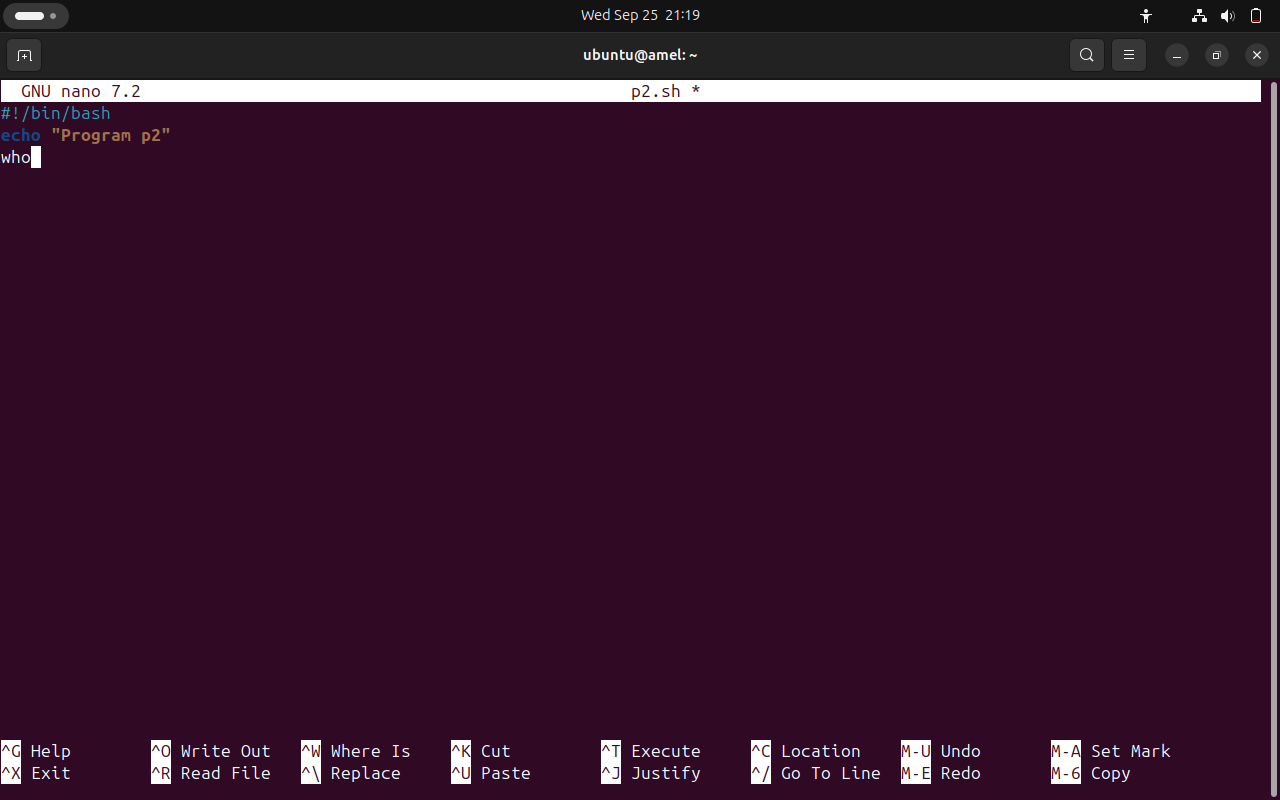 Wed Sep 25 21:19
ubuntu@amel: ~
GNU nano 7.2 p2.sh *
#!/bin/bash
echo "Program p2"
who
^G Help ^O Write Out ^W Where Is ^K Cut ^T Execute ^C Location M-U Undo M-A Set Mark
^X Exit ^R Read File ^\ Replace ^U Paste ^J Justify ^/ Go To Line M-E Redo M-6 Copy